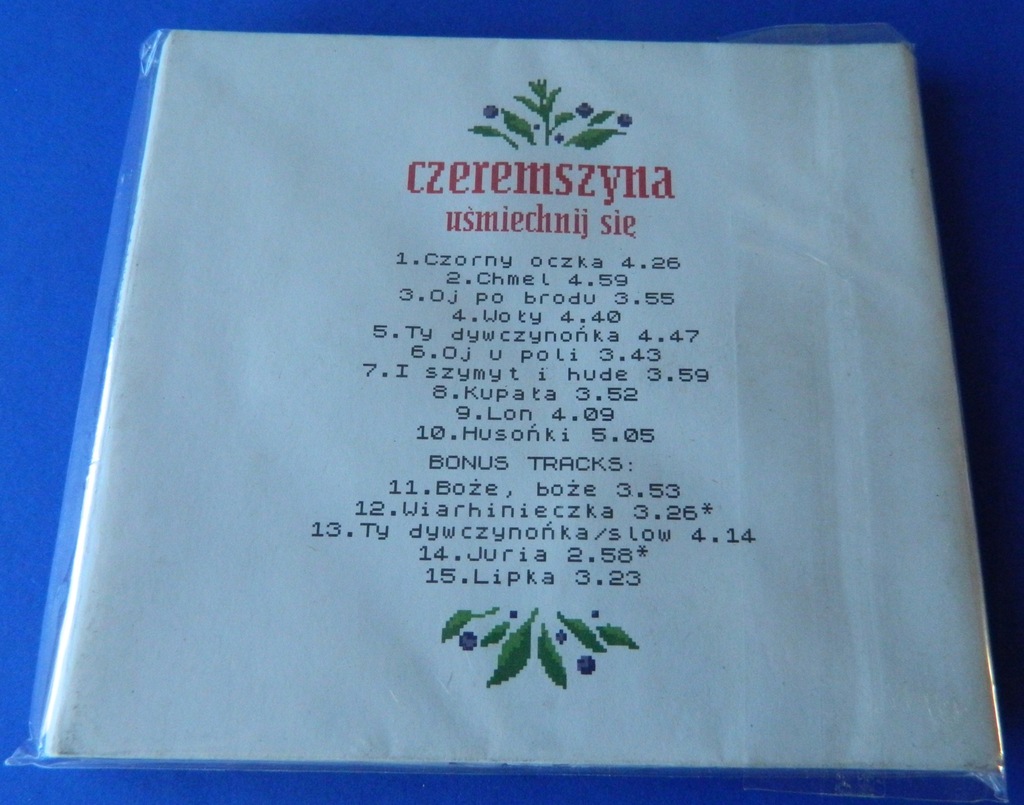 czeremszyna
uśmiechnij się
1.Czorny oczka 4.26
2.Chmel 4.59
3.Oj po brodu 3.55
4.Woły 4.40
5.Ty dywczynońka 4.47
6.Oj u poli 3.43
7.I szymyt i hude 3.59
8.Kupała 3.52
9.Lon 4.09
10.Husońki 5.05
BONUS TRACKS:
11.Boże, boże 3.53
12.Wiarhinieczka 3.26*
13.Ty dywczynońka/slow 4.14
14.Juria 2.58*
15.Lipka 3.23